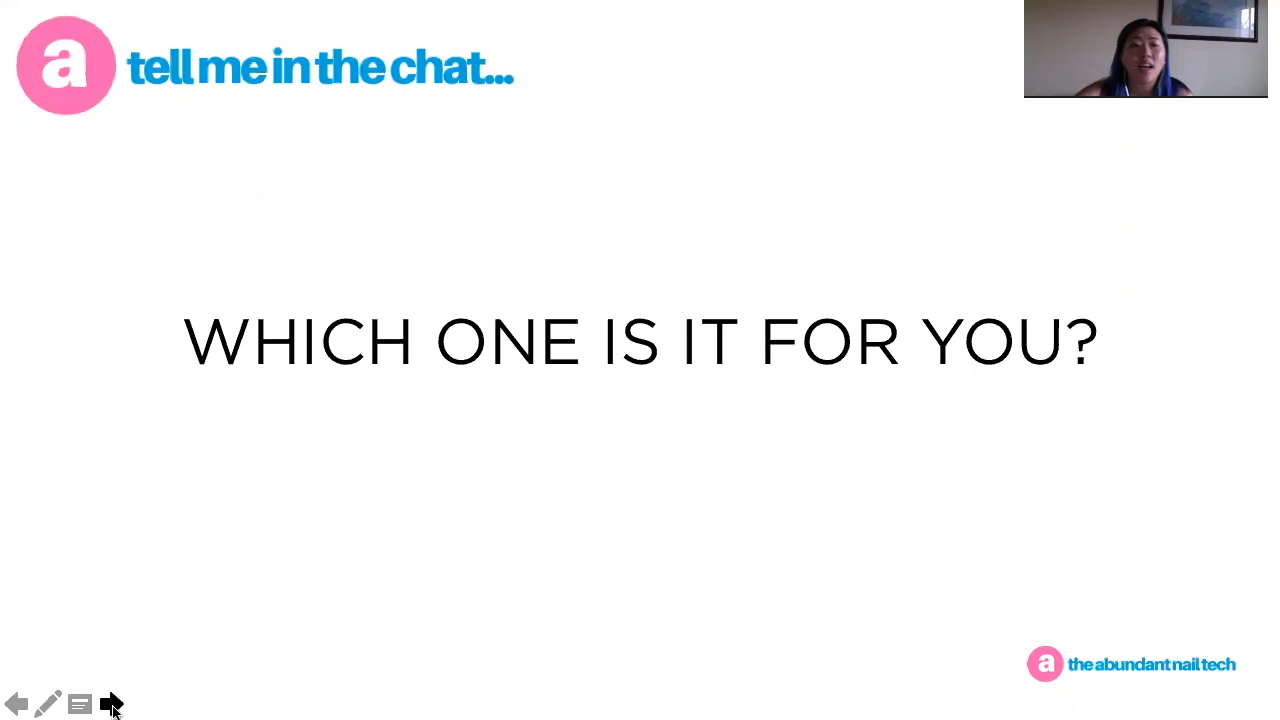 a tell me in the chat...
WHICH ONE IS IT FOR YOU?
a the abundant nail tech